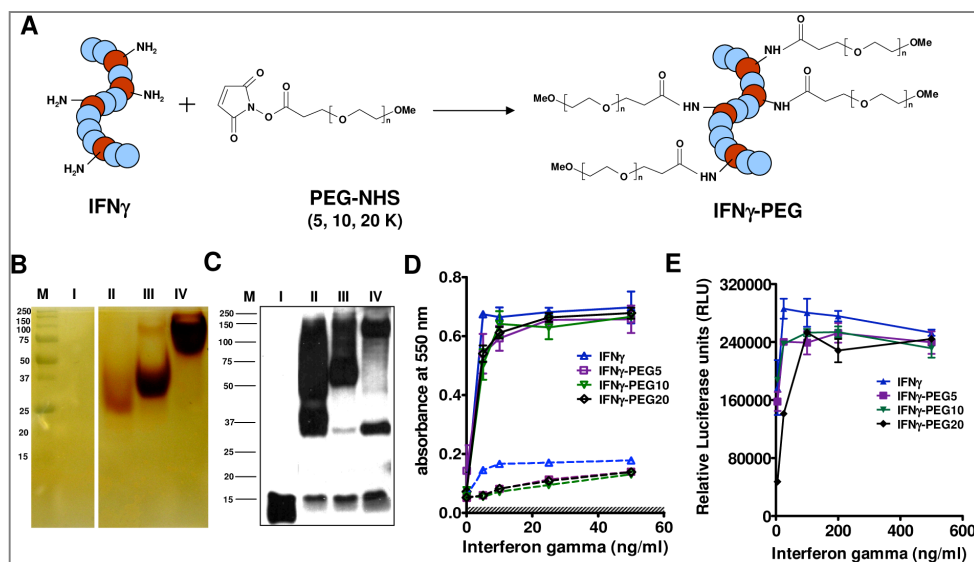 A
NH₂
H₂N
NH₂
H₂N
IFNγ
+
O
O
N
O
O
O
n
OMe
PEG-NHS
(5, 10, 20 K)
O
NH
O
n
OMe
MeO
O
n
O
HN
NH
O
O
n
OMe
MeO
O
n
O
HN
IFNγ-PEG
B
M I II III IV
250
150
100
75
50
37
25
20
15
C
M I II III IV
250
150
100
75
50
37
25
20
15
D
absorbance at 550 nm
0.8
0.6
0.4
0.2
0.0
0 20 40 60
Interferon gamma (ng/ml)
IFNγ
IFNγ-PEG5
IFNγ-PEG10
IFNγ-PEG20
E
Relative Luciferase units (RLU)
360000
280000
240000
160000
80000
0
0 200 400 600
Interferon gamma (ng/ml)
IFNγ
IFNγ-PEG5
IFNγ-PEG10
IFNγ-PEG20